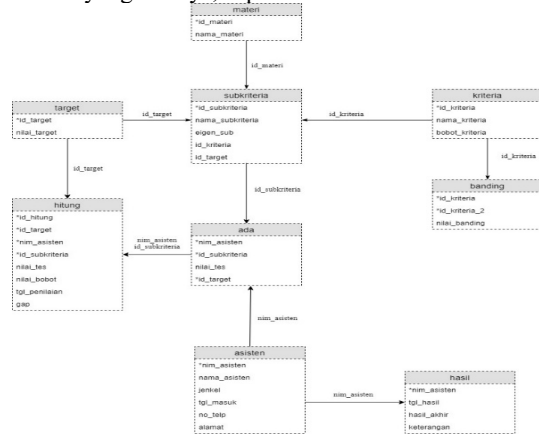 materi
*id_materi
nama_materi
id_materi
subkriteria
*id_subkriteria
nama_subkriteria
eigen_sub
id_kriteria
id_target
target
*id_target
nilai_target
id_target
kriteria
*id_kriteria
nama_kriteria
bobot_kriteria
id_kriteria
id_kriteria
banding
*id_kriteria
*id_kriteria_2
nilai_banding
id_target
id_subkriteria
hitung
*id_hitung
*id_target
*nim_asisten
*id_subkriteria
nilai_tes
nilai_bobot
tgl_penilaian
gap
nim_asisten
id_subkriteria
ada
*nim_asisten
*id_subkriteria
nilai_tes
*id_target
nim_asisten
asisten
*nim_asisten
nama_asisten
jenkel
tgl_masuk
no_telp
alamat
nim_asisten
hasil
*nim_asisten
tgl_hasil
hasil_akhir
keterangan